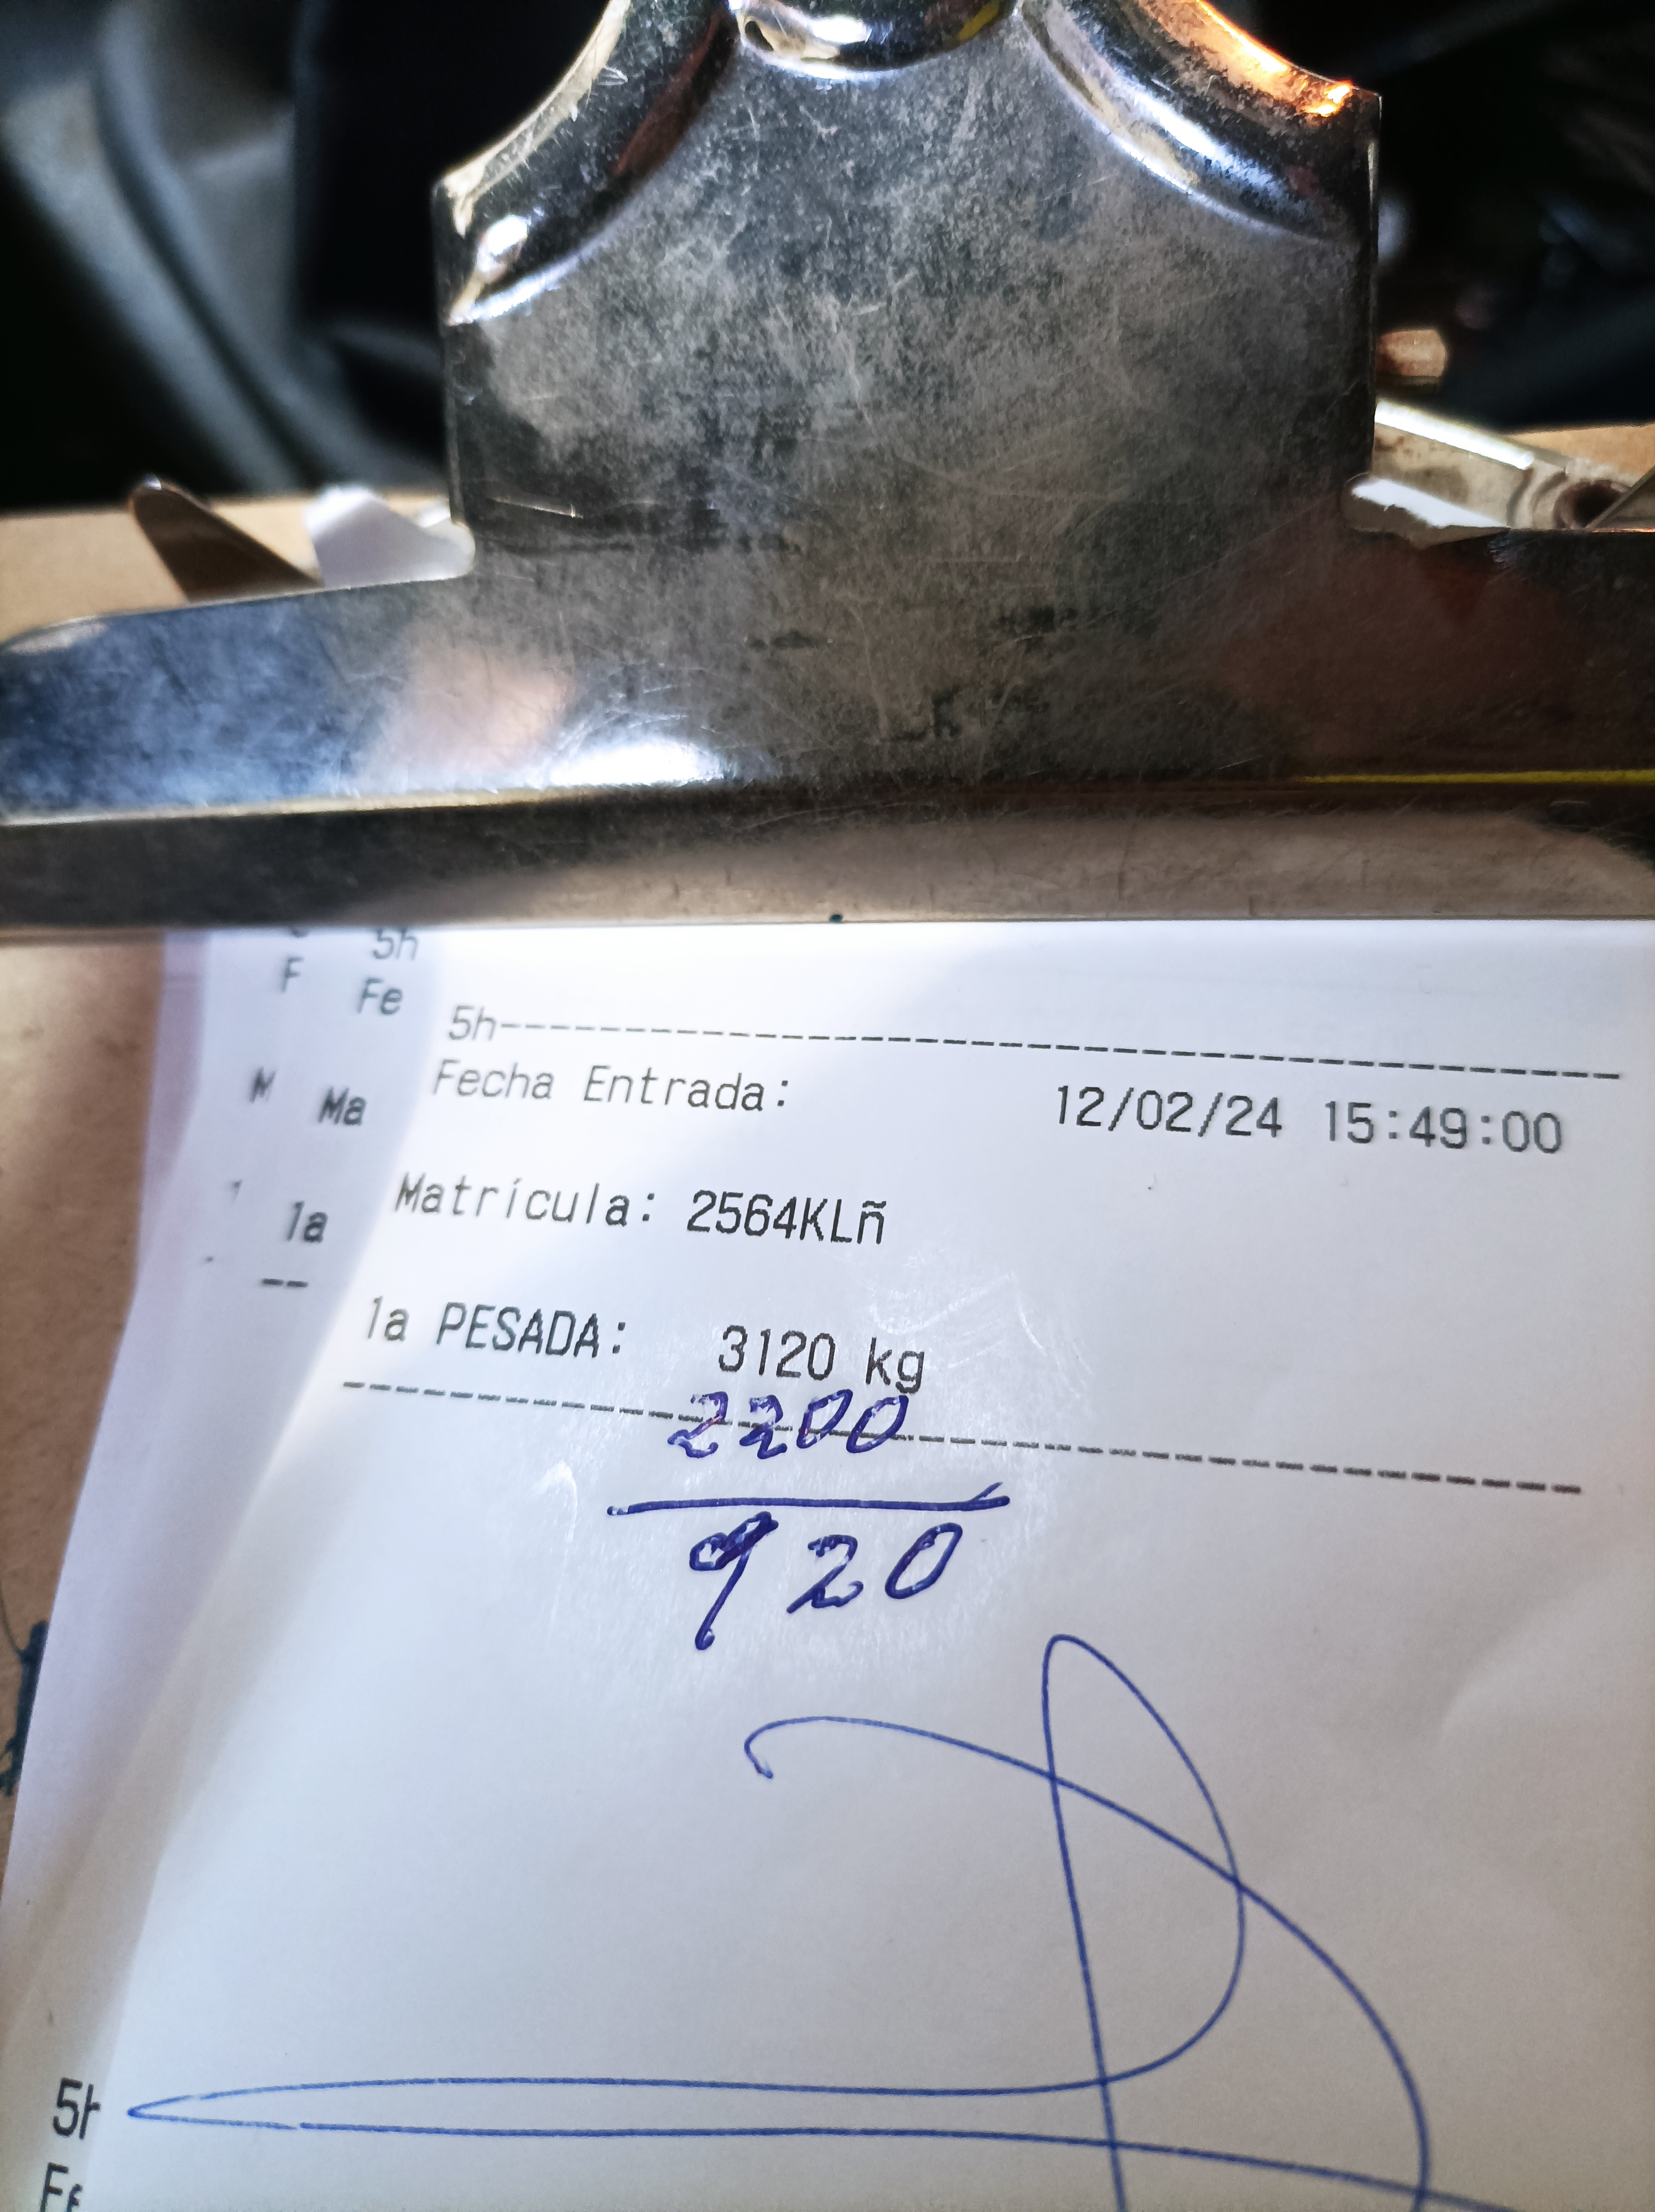 5h
F Fe
5h--------------------------------------
Fecha Entrada: 12/02/24 15:49:00
M Ma
Matrícula: 2564KLñ
1a
1a PESADA: 3120 kg
--
--------------------------------------
2200
920
5h
Fe